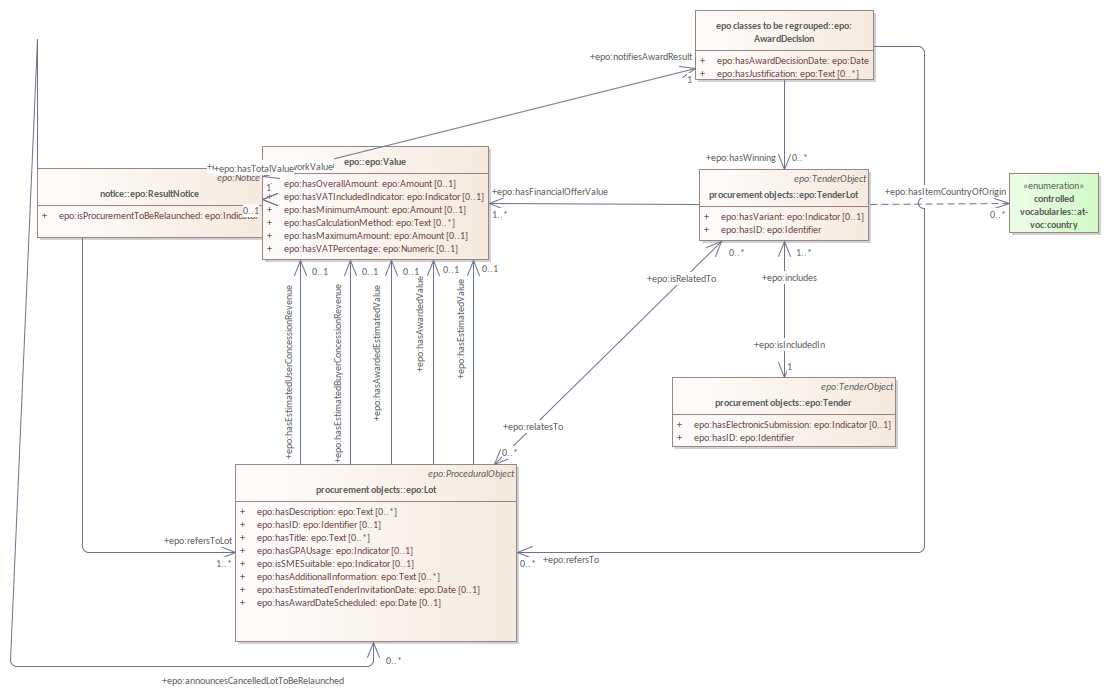 epo classes to be regrouped::epo:
AwardDecision
+ epo:hasAwardDecisionDate: epo:Date
+ epo:hasJustification: epo:Text [0..*]
+epo:notifiesAwardResult
1
+epo:hasWinning 0..*
epo:Notice
notice::epo:ResultNotice
+ epo:isProcurementToBeRelaunched: epo:Indicator
+epo:hasTotalValue
workValue
1
0..1
epo::epo:Value
+ epo:hasOverallAmount: epo:Amount [0..1]
+ epo:hasVATIncludedIndicator: epo:Indicator [0..1]
+ epo:hasMinimumAmount: epo:Amount [0..1]
+ epo:hasCalculationMethod: epo:Text [0..*]
+ epo:hasMaximumAmount: epo:Amount [0..1]
+ epo:hasVATPercentage: epo:Numeric [0..1]
+epo:hasFinancialOfferValue
1..*
epo:TenderObject
procurement objects::epo:TenderLot
+ epo:hasVariant: epo:Indicator [0..1]
+ epo:hasID: epo:Identifier
+epo:hasItemCountryOfOrigin
0..*
«enumeration»
controlled
vocabularies::at-
voc:country
0..1 0..1 0..1 0..1 0..1
+epo:hasEstimatedUserConcessionRevenue
+epo:hasEstimatedBuyerConcessionRevenue
+epo:hasAwardedEstimatedValue
+epo:hasAwardedValue
+epo:hasEstimatedValue
0..*
+epo:isRelatedTo
1..*
+epo:includes
+epo:isIncludedIn
1
epo:TenderObject
procurement objects::epo:Tender
+ epo:hasElectronicSubmission: epo:Indicator [0..1]
+ epo:hasID: epo:Identifier
+epo:relatesTo
0..*
epo:ProceduralObject
procurement objects::epo:Lot
+ epo:hasDescription: epo:Text [0..*]
+ epo:hasID: epo:Identifier [0..1]
+ epo:hasTitle: epo:Text [0..*]
+ epo:hasGPAUsage: epo:Indicator [0..1]
+ epo:isSMESuitable: epo:Indicator [0..1]
+ epo:hasAdditionalInformation: epo:Text [0..*]
+ epo:hasEstimatedTenderInvitationDate: epo:Date [0..1]
+ epo:hasAwardDateScheduled: epo:Date [0..1]
+epo:refersToLot
1..*
0..* +epo:refersTo
0..*
+epo:announcesCancelledLotToBeRelaunched